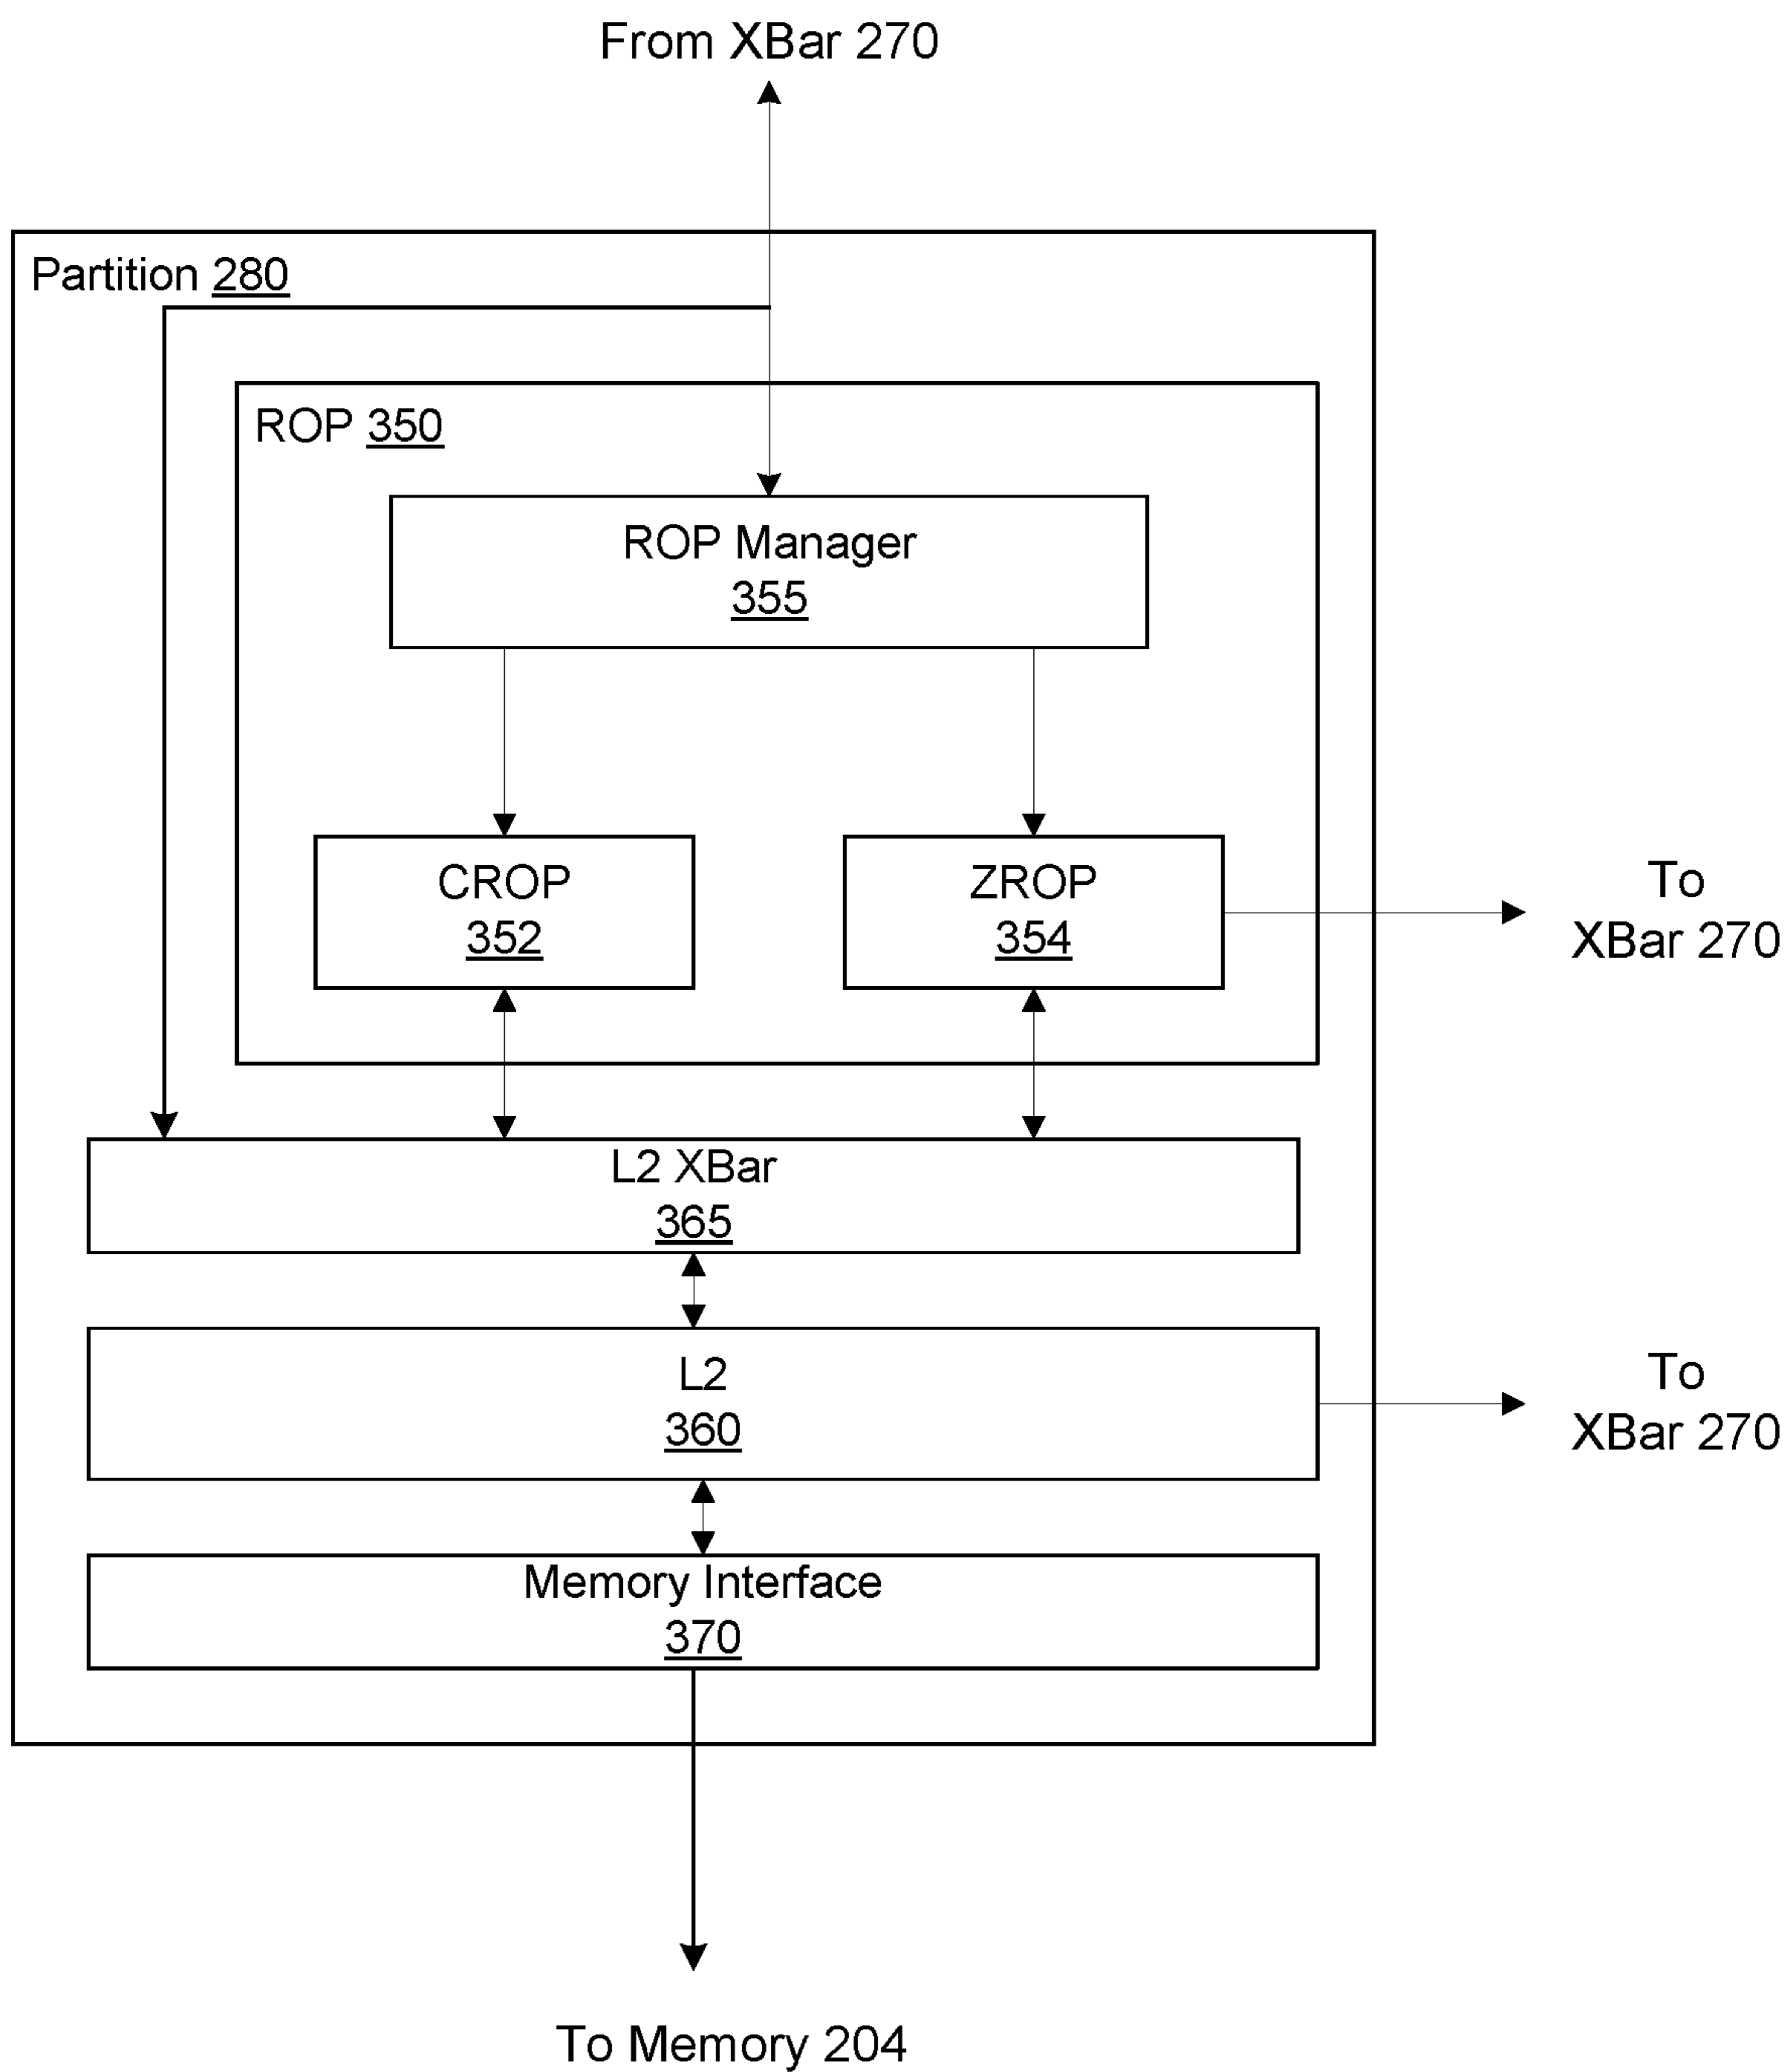 From XBar 270
Partition 280
ROP 350
ROP Manager
355
CROP
352
ZROP
354
To
XBar 270
L2 XBar
365
L2
360
To
XBar 270
Memory Interface
370
To Memory 204